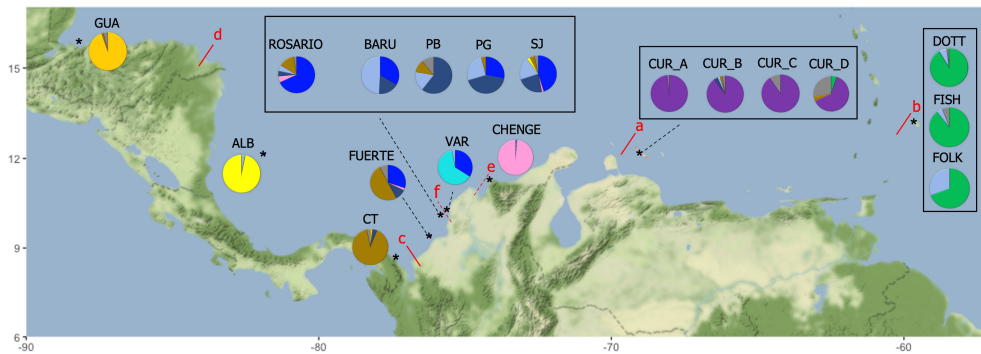 GUA
d
ROSARIO BARU PB PG SJ
DOTT
15
CUR_A CUR_B CUR_C CUR_D
FISH
a
b
12
ALB
FUERTE
VAR
CHENGE
e
FOLK
f
CT
c
9
6
-90 -80 -70 -60